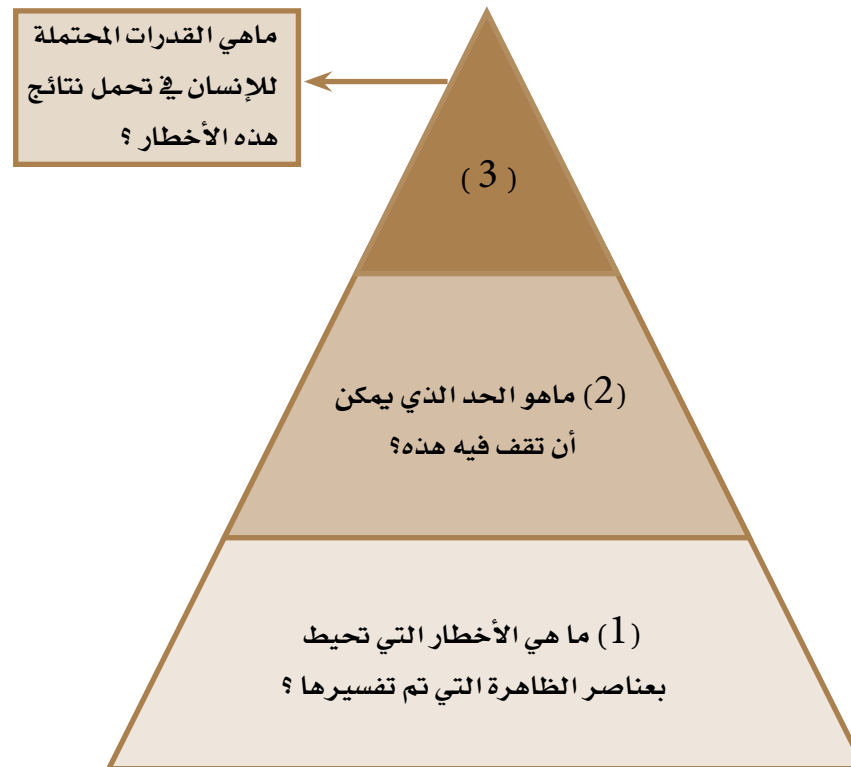 ماهي القدرات المحتملة
للإنسان في تحمل نتائج
هذه الأخطار ؟
(3)
(2) ماهو الحد الذي يمكن
أن تقف فيه هذه؟
(1) ما هي الأخطار التي تحيط
بعناصر الظاهرة التي تم تفسيرها ؟